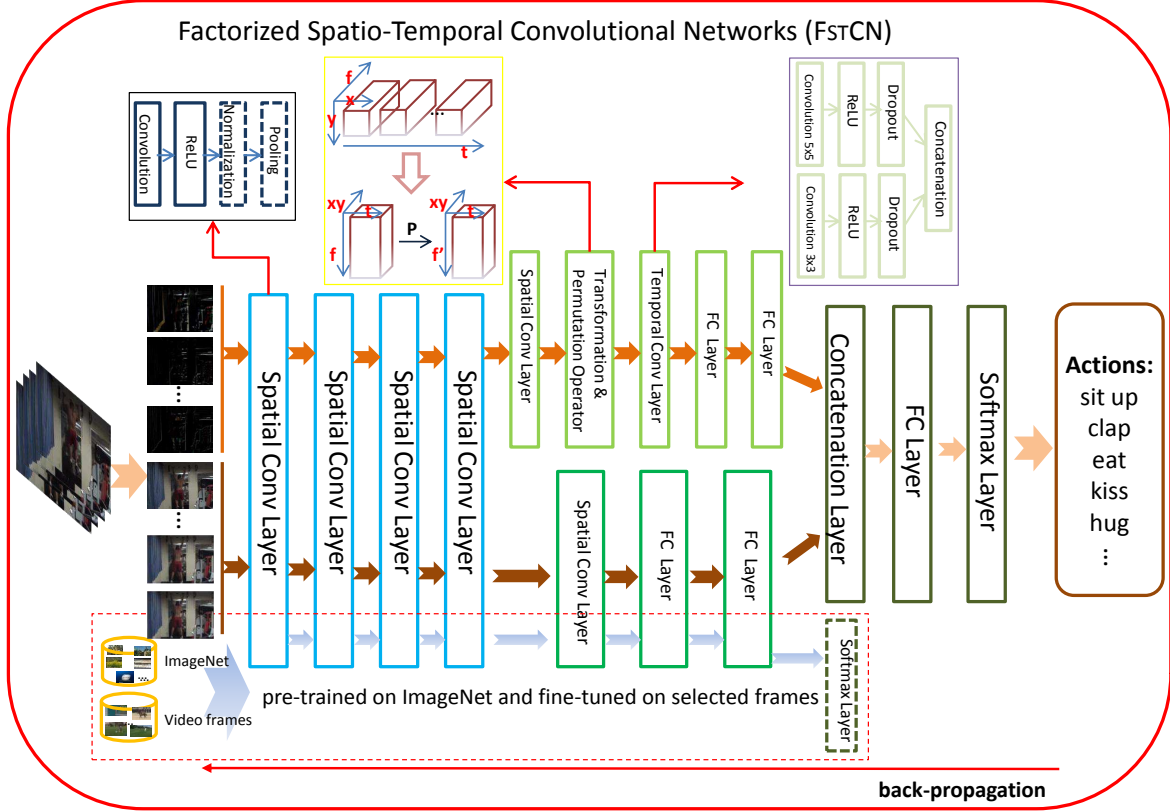 Factorized Spatio-Temporal Convolutional Networks (FSTCN)
Convolution
ReLU
Normalization
Pooling
f
x
y
...
t
xy
t
f
P
xy
t
f'
Convolution 5x5
ReLU
Dropout
Concatenation
Convolution 3x3
ReLU
Dropout
Spatial Conv Layer
Spatial Conv Layer
Spatial Conv Layer
Spatial Conv Layer
Spatial Conv Layer
Transformation &
Permutation Operator
Temporal Conv Layer
FC Layer
FC Layer
Spatial Conv Layer
FC Layer
FC Layer
Concatenation Layer
FC Layer
Softmax Layer
Actions:
sit up
clap
eat
kiss
hug
...
ImageNet
Video frames
pre-trained on ImageNet and fine-tuned on selected frames
Softmax Layer
back-propagation